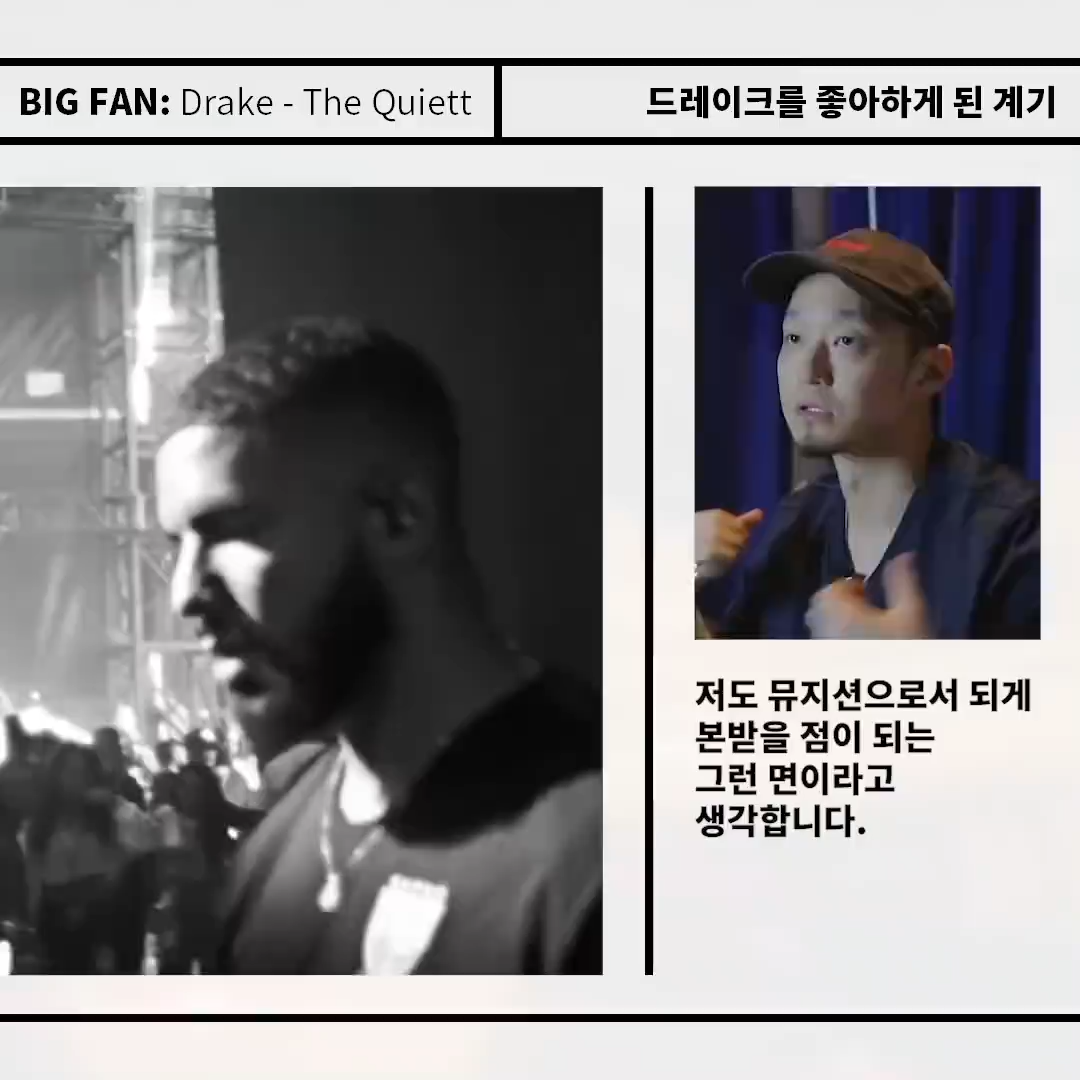 BIG FAN: Drake - The Quiett
드레이크를 좋아하게 된 계기
저도 뮤지션으로서 되게
본받을 점이 되는
그런 면이라고
생각합니다.